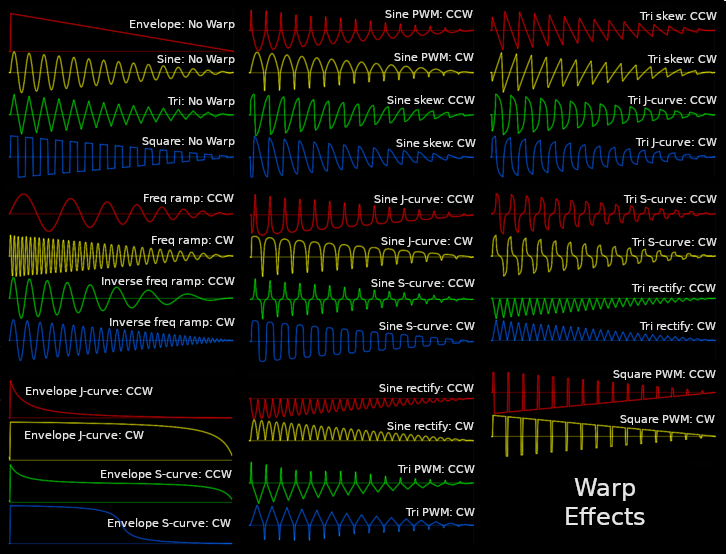 Envelope: No Warp
Sine: No Warp
Tri: No Warp
Square: No Warp
Freq ramp: CCW
Freq ramp: CW
Inverse freq ramp: CCW
Inverse freq ramp: CW
Envelope J-curve: CCW
Envelope J-curve: CW
Envelope S-curve: CCW
Envelope S-curve: CW
Sine PWM: CCW
Sine PWM: CW
Sine skew: CCW
Sine skew: CW
Sine J-curve: CCW
Sine J-curve: CW
Sine S-curve: CCW
Sine S-curve: CW
Sine rectify: CCW
Sine rectify: CW
Tri PWM: CCW
Tri PWM: CW
Tri skew: CCW
Tri skew: CW
Tri J-curve: CCW
Tri J-curve: CW
Tri S-curve: CCW
Tri S-curve: CW
Tri rectify: CCW
Tri rectify: CW
Square PWM: CCW
Square PWM: CW
Warp
Effects